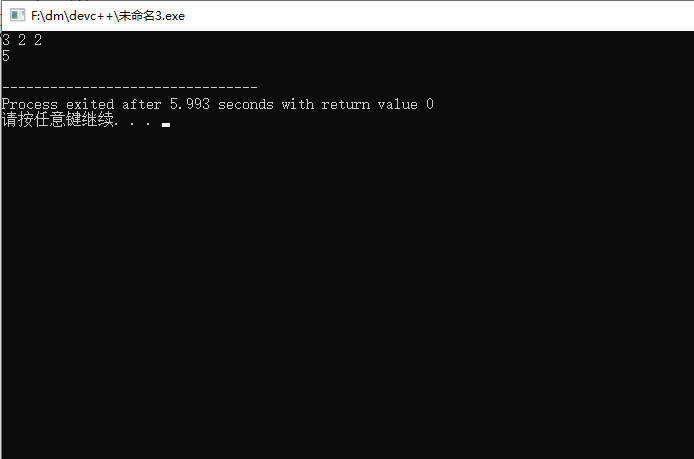 F:\dm\devc++\未命名3.exe
3 2 2
5
--------------------------------
Process exited after 5.993 seconds with return value 0
请按任意键继续. . .